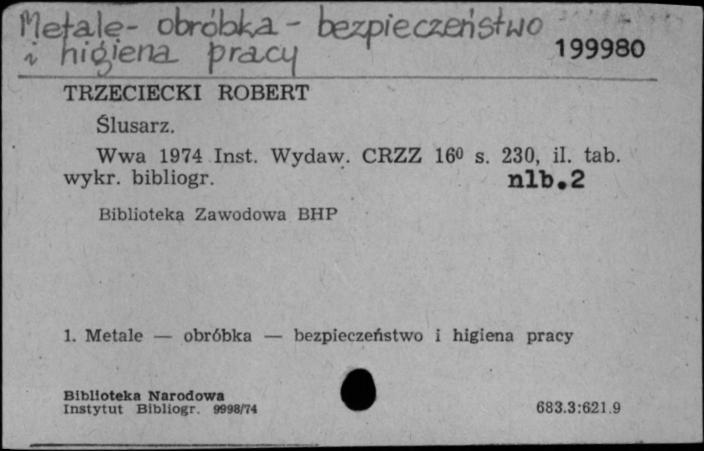 Metale - obróbka - bezpieczeństwo
i higiena pracy 199980
TRZECIECKI ROBERT
Ślusarz.
Wwa 1974 Inst. Wydaw. CRZZ 16⁰ s. 230, il. tab.
wykr. bibliogr. nlb.2
Biblioteka Zawodowa BHP
1. Metale — obróbka — bezpieczeństwo i higiena pracy
Biblioteka Narodowa
Instytut Bibliogr. 9998/74 683.3:621.9